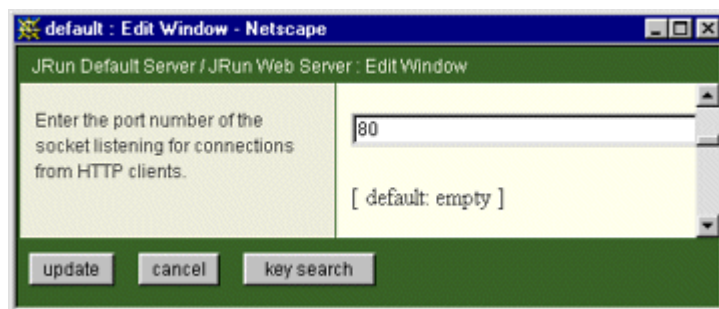 default : Edit Window - Netscape
JRun Default Server / JRun Web Server : Edit Window
Enter the port number of the
socket listening for connections
from HTTP clients.
80
[ default: empty ]
update cancel key search